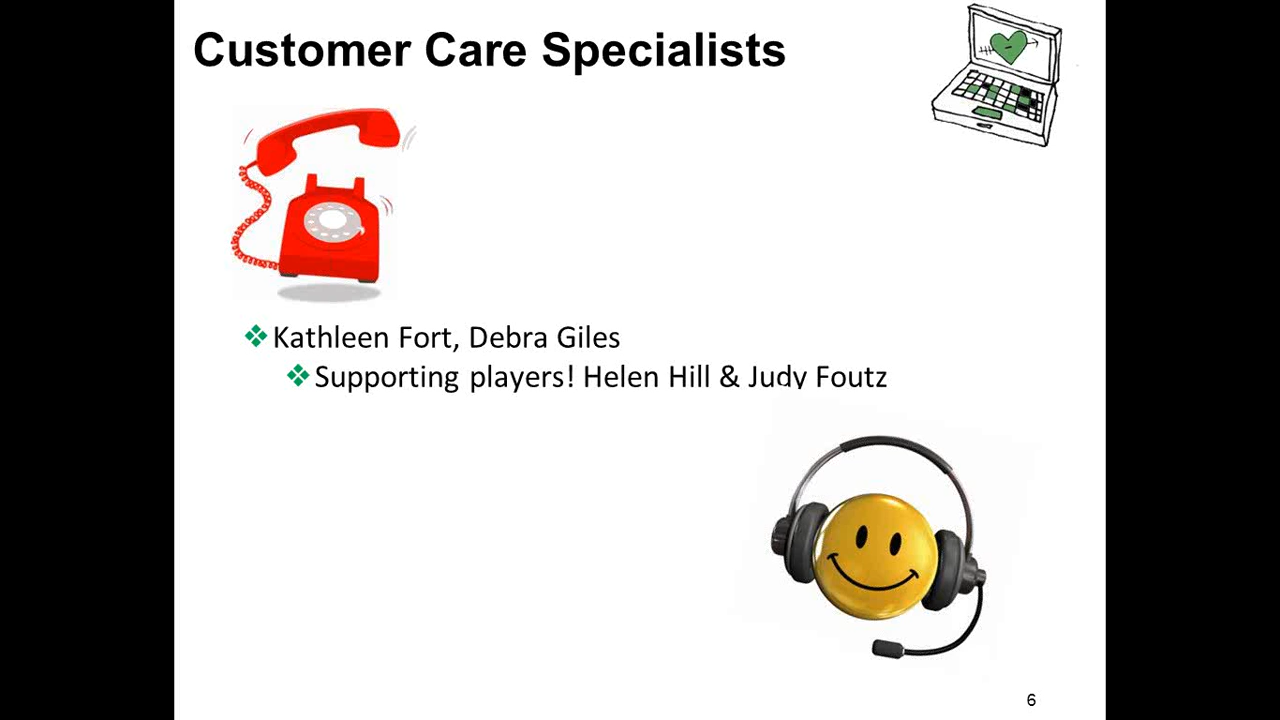 Customer Care Specialists
Kathleen Fort, Debra Giles
Supporting players! Helen Hill & Judy Foutz
6